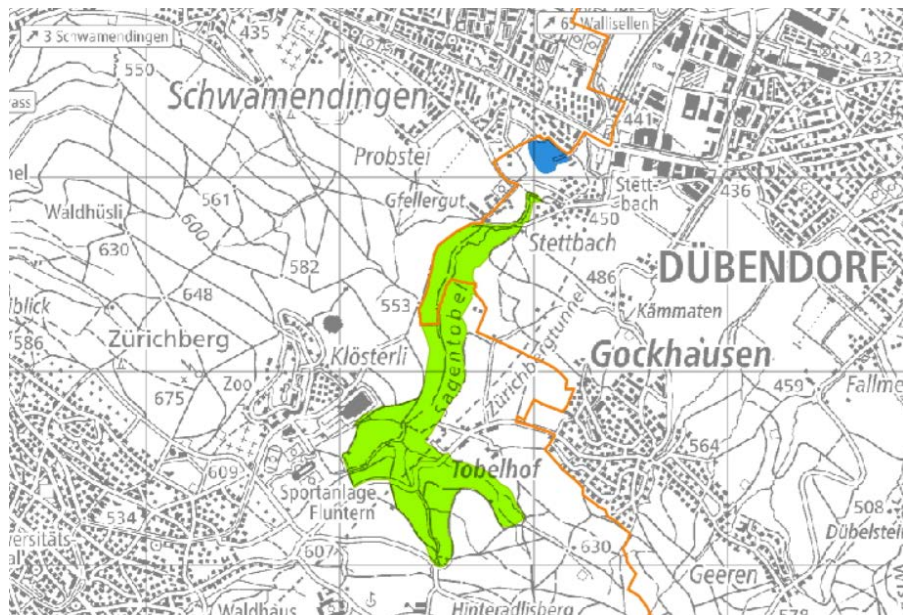 ↗ 3 Schwamendingen
435
↗ 65 Wallisellen
432
550
Schwamendingen
441
Probstei
561
Gfellergut
Stett-
bach
436
Waldhüsli
450
630
600
Stettbach
582
486
DÜBENDORF
648
553
Kämmaten
586
Zürichberg
Klösterli
Sagentobel
Zürichbergtunnel
Gockhausen
Zoo
459
Fallme
675
564
609
Tobelhof
Sportanlage
Fluntern
508
534
Dübelstein
607
630
Geeren
Waldhaus
Hinteradlisberg